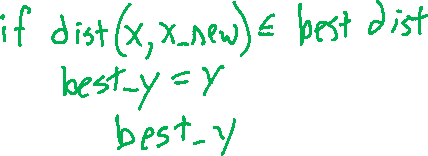 if dist(x, x_new) ≤ best dist
best_y = y
best_y